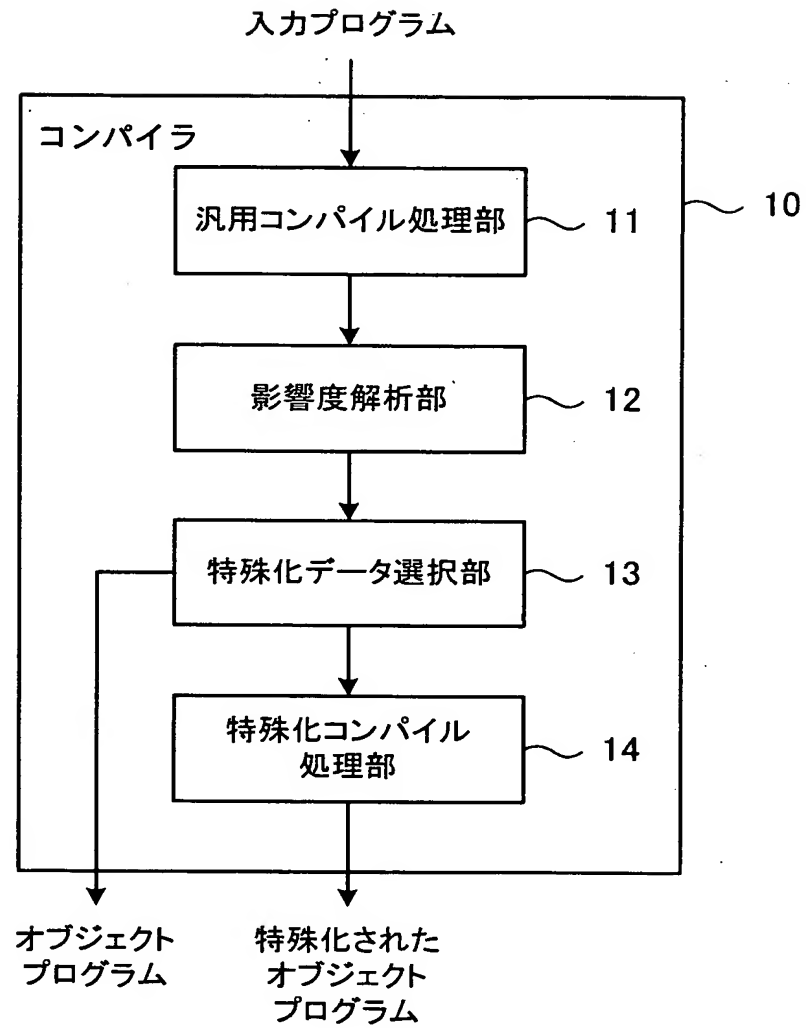 入力プログラム
コンパイラ
10
汎用コンパイル処理部
11
影響度解析部
12
特殊化データ選択部
13
特殊化コンパイル
処理部
14
オブジェクト
プログラム
特殊化された
オブジェクト
プログラム